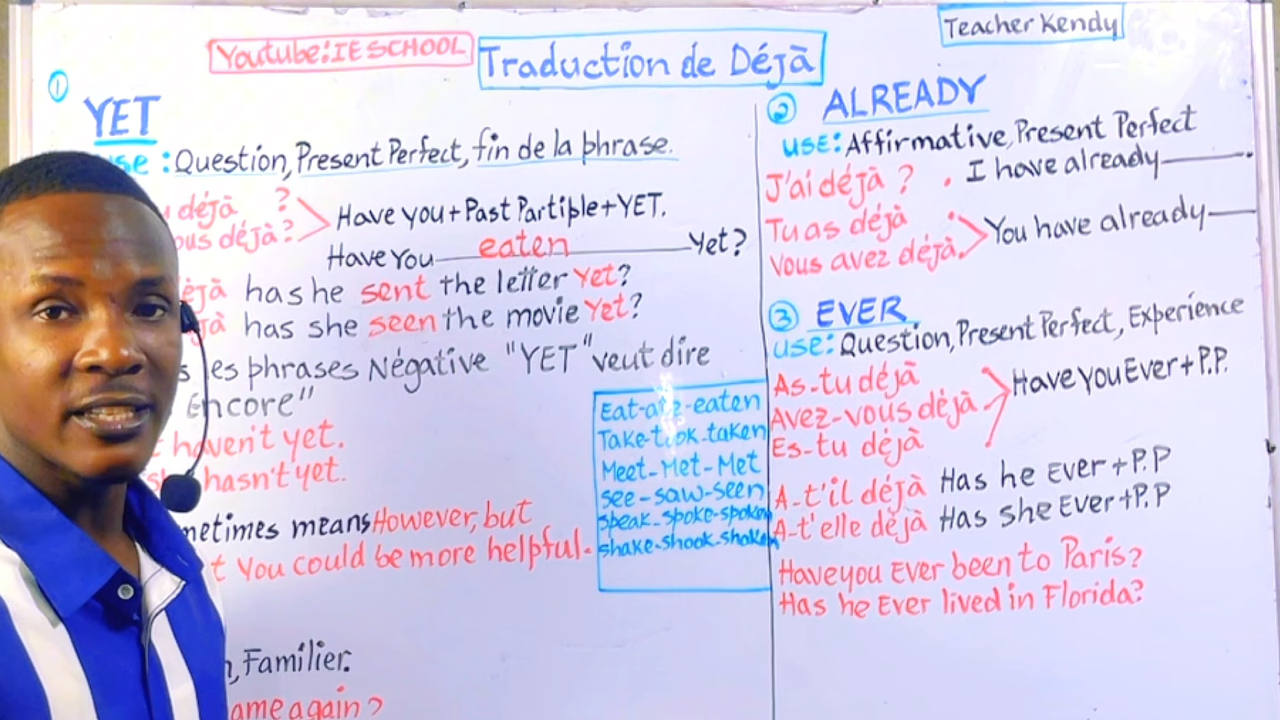 Youtube:IE SCHOOL
Traduction de Déjà
Teacher Kendy
①
YET
use: Question, Present Perfect, fin de la phrase.
déjà ?
ous déjà?
Have you+Past Partiple+YET.
Have You eaten Yet?
éjà has he sent the letter Yet?
jà has she seen the movie Yet?
es phrases Négative "YET" veut dire
Encore"
haven't yet.
hasn't yet.
metimes means However, but
t You could be more helpful.
Eat-ate-eaten
Take-took-taken
Meet-Met-Met
see-saw-seen
speak-spoke-spoken
shake-shook-shaken
, Familier.
ame again?
② ALREADY
use: Affirmative, Present Perfect
J'ai déjà ? . I have already
Tu as déjà
Vous avez déjà.
You have already
③ EVER
use: Question, Present Perfect, Experience
As-tu déjà
Avez-vous déjà
Es-tu déjà
Have you Ever + P.P.
A-t'il déjà Has he Ever + P.P
A-t'elle déjà Has she Ever + P.P
Have you Ever been to Paris?
Has he Ever lived in Florida?